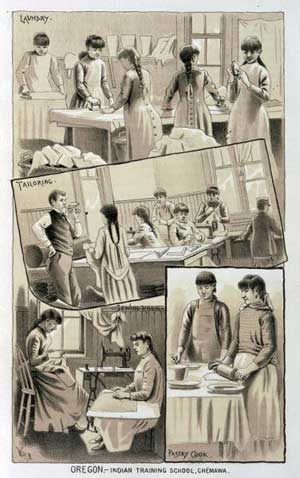 LAUNDRY.
TAILORING.
SEWING ROOM
PASTRY COOK.
OREGON:- INDIAN TRAINING SCHOOL, CHEMAWA.